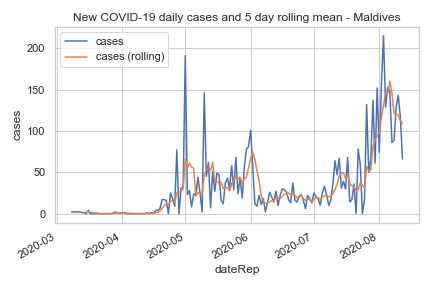 New COVID-19 daily cases and 5 day rolling mean - Maldives
cases
cases (rolling)
200
150
100
50
0
cases
2020-03
2020-04
2020-05
2020-06
2020-07
2020-08
dateRep